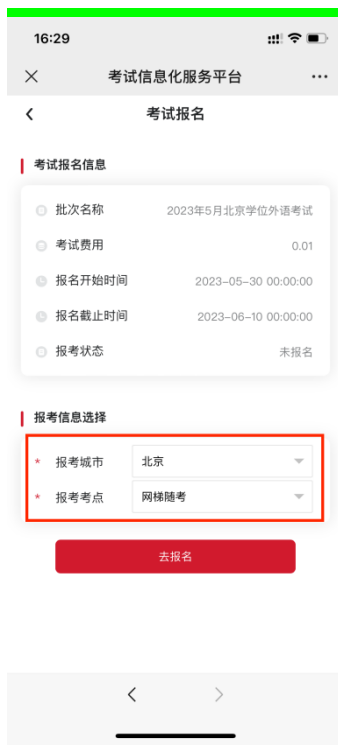 16:29
考试信息化服务平台
考试报名
考试报名信息
批次名称 2023年5月北京学位外语考试
考试费用 0.01
报名开始时间 2023-05-30 00:00:00
报名截止时间 2023-06-10 00:00:00
报考状态 未报名
报考信息选择
* 报考城市 北京
* 报考考点 网梯随考
去报名